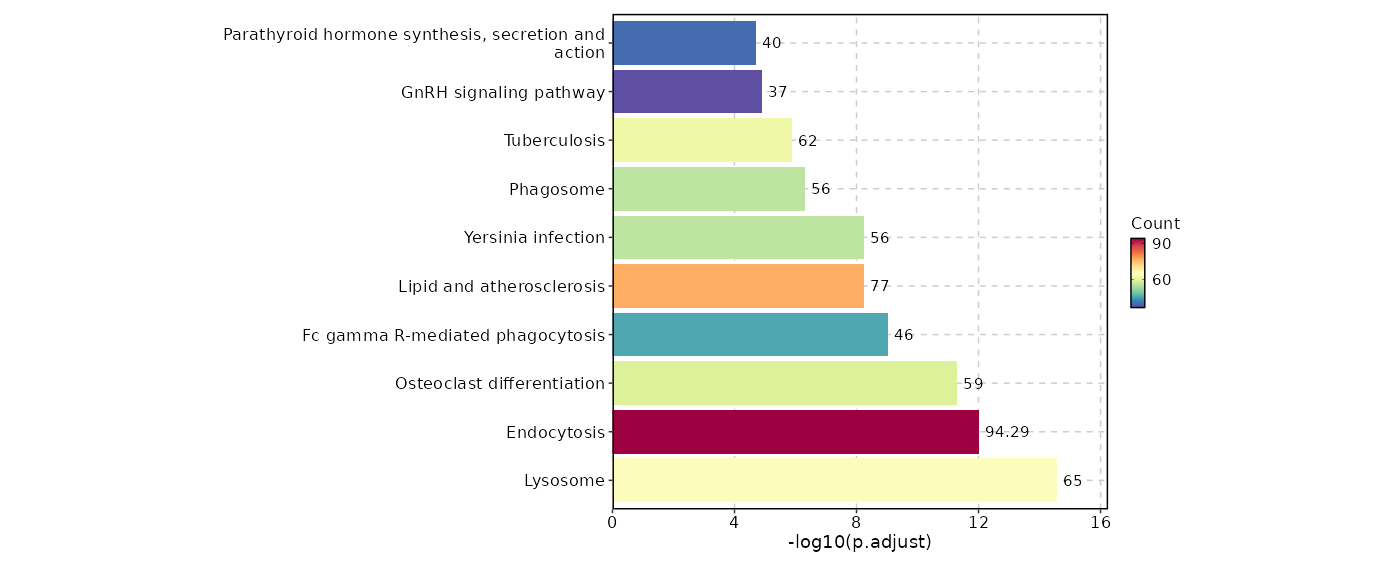 Parathyroid hormone synthesis, secretion and
action
40
GnRH signaling pathway
37
Tuberculosis
62
Phagosome
56
Yersinia infection
56
Lipid and atherosclerosis
77
Fc gamma R-mediated phagocytosis
46
Osteoclast differentiation
59
Endocytosis
94.29
Lysosome
65
0 4 8 12 16
-log10(p.adjust)
Count
90
60